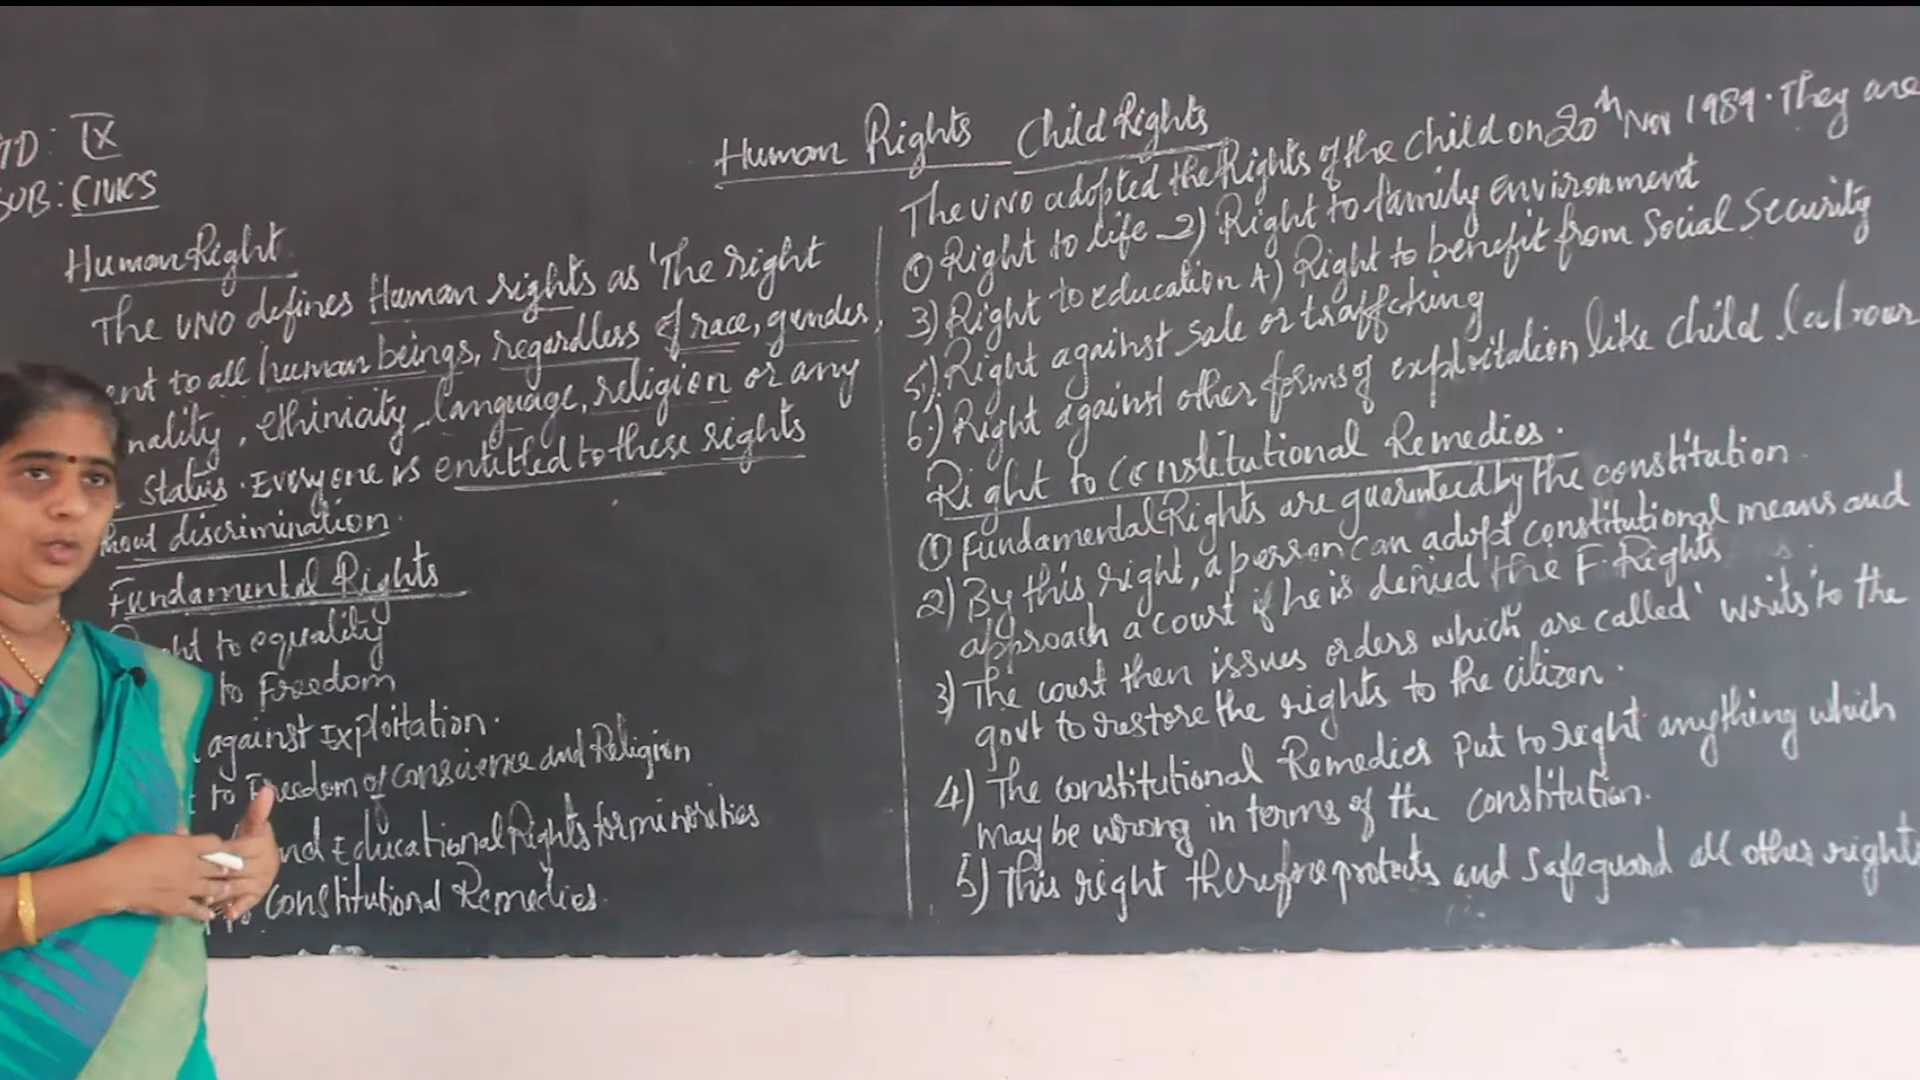 TD: IX
SUB: CIVICS
Human Rights
Human Right
The UNO defines Human rights as 'The right
ent to all human beings, regardless of race, gender,
nality, ethinicity language, religion or any
status. Everyone is entitled to these rights
hout discrimination.
Fundamental Rights
ht to equality
to Freedom
against Exploitation.
t to Freedom of conscience and Religion
nd Educational Rights for minorities
Constitutional Remedies.
Child Rights
The UNO adopted the Rights of the child on 20th Nov 1989. They are
① Right to life 2) Right to family environment
3) Right to education 4) Right to benefit from Social Security
5) Right against Sale or traffcking
6) Right against other forms of exploitation like child labour
Right to Constitutional Remedies.
① Fundamental Rights are guaranteed by the constitution.
2) By this right, a person can adopt constitutional means and
approach a court if he is denied the F. Rights
3) The court then issues orders which are called 'writs' to the
govt to restore the rights to the citizen.
4) The constitutional Remedies put to right anything which
may be wrong in terms of the constitution.
5) This right therefore protects and safeguard all other rights